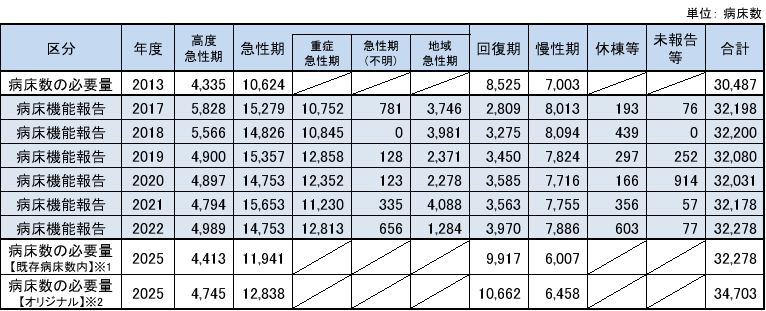 単位: 病床数
区分 年度 高度急性期 急性期 重症急性期 急性期(不明) 地域急性期 回復期 慢性期 休棟等 未報告等 合計
病床数の必要量 2013 4,335 10,624 8,525 7,003 30,487
病床機能報告 2017 5,828 15,279 10,752 781 3,746 2,809 8,013 193 76 32,198
病床機能報告 2018 5,566 14,826 10,845 0 3,981 3,275 8,094 439 0 32,200
病床機能報告 2019 4,900 15,357 12,858 128 2,371 3,450 7,824 297 252 32,080
病床機能報告 2020 4,897 14,753 12,352 123 2,278 3,585 7,716 166 914 32,031
病床機能報告 2021 4,794 15,653 11,230 335 4,088 3,563 7,755 356 57 32,178
病床機能報告 2022 4,989 14,753 12,813 656 1,284 3,970 7,886 603 77 32,278
病床数の必要量
【既存病床数内】※1 2025 4,413 11,941 9,917 6,007 32,278
病床数の必要量
【オリジナル】※2 2025 4,745 12,838 10,662 6,458 34,703